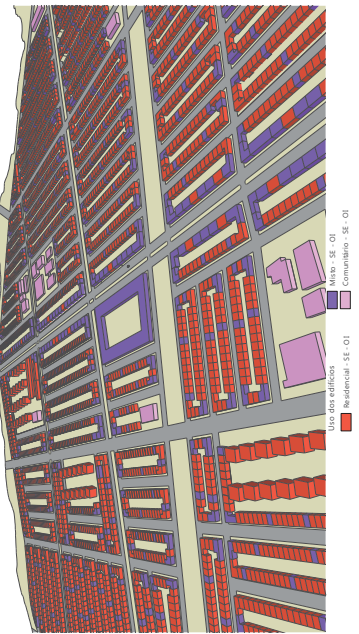 Uso dos edifícios
Residencial - SE - OI
Misto - SE - OI
Comunitário - SE - OI